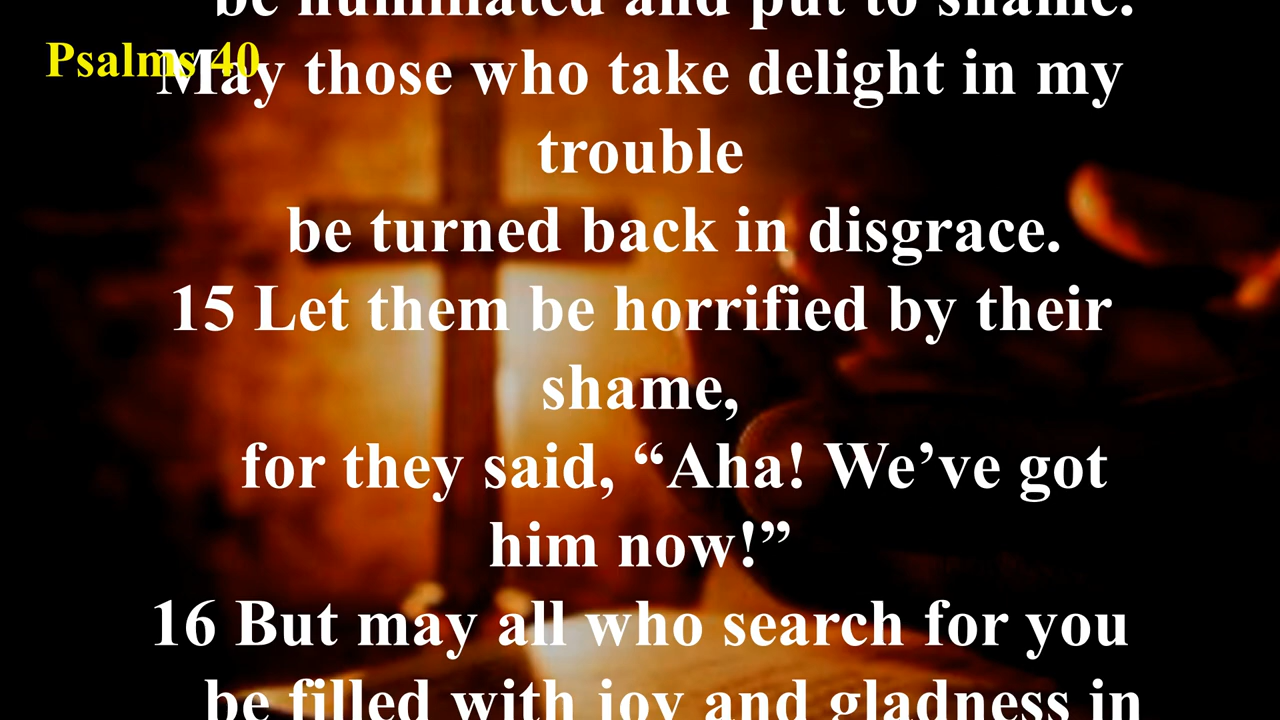 be humiliated and put to shame.
Psalms 40
May those who take delight in my
trouble
be turned back in disgrace.
15 Let them be horrified by their
shame,
for they said, “Aha! We’ve got
him now!”
16 But may all who search for you
be filled with joy and gladness in